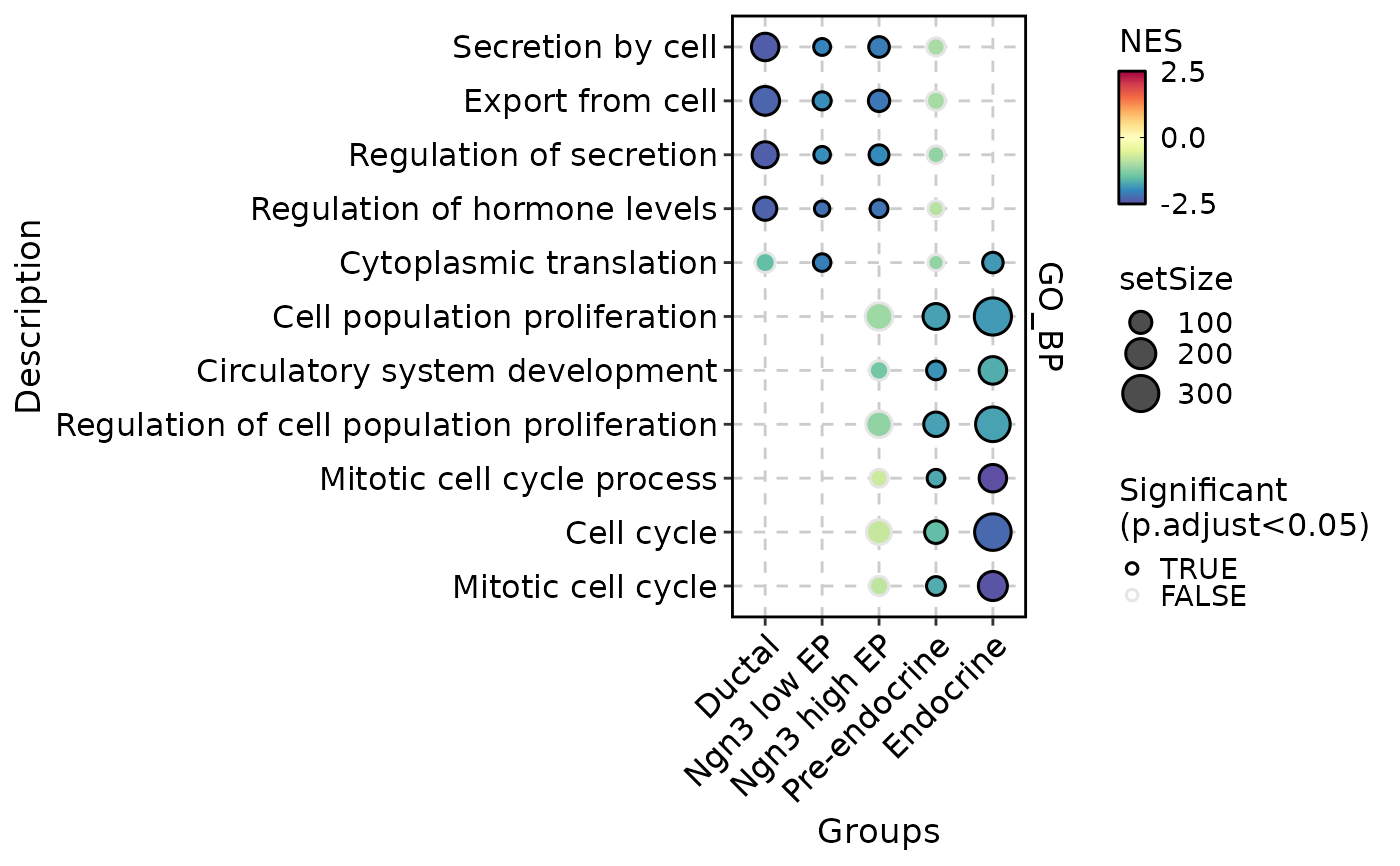 Description
Secretion by cell
Export from cell
Regulation of secretion
Regulation of hormone levels
Cytoplasmic translation
Cell population proliferation
Circulatory system development
Regulation of cell population proliferation
Mitotic cell cycle process
Cell cycle
Mitotic cell cycle
GO_BP
Ductal
Ngn3 low EP
Ngn3 high EP
Pre-endocrine
Endocrine
Groups
NES
2.5
0.0
-2.5
setSize
100
200
300
Significant
(p.adjust<0.05)
TRUE
FALSE